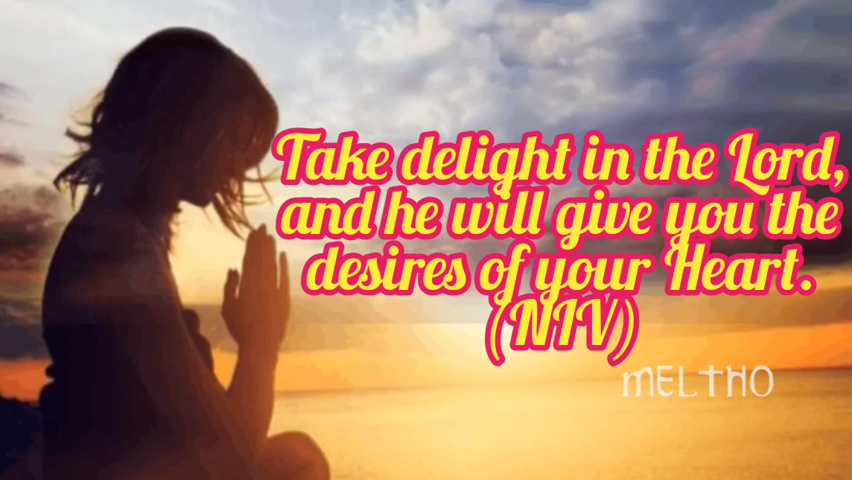 Take delight in the Lord,
and he will give you the
desires of your Heart.
(NIV)
MELTHO